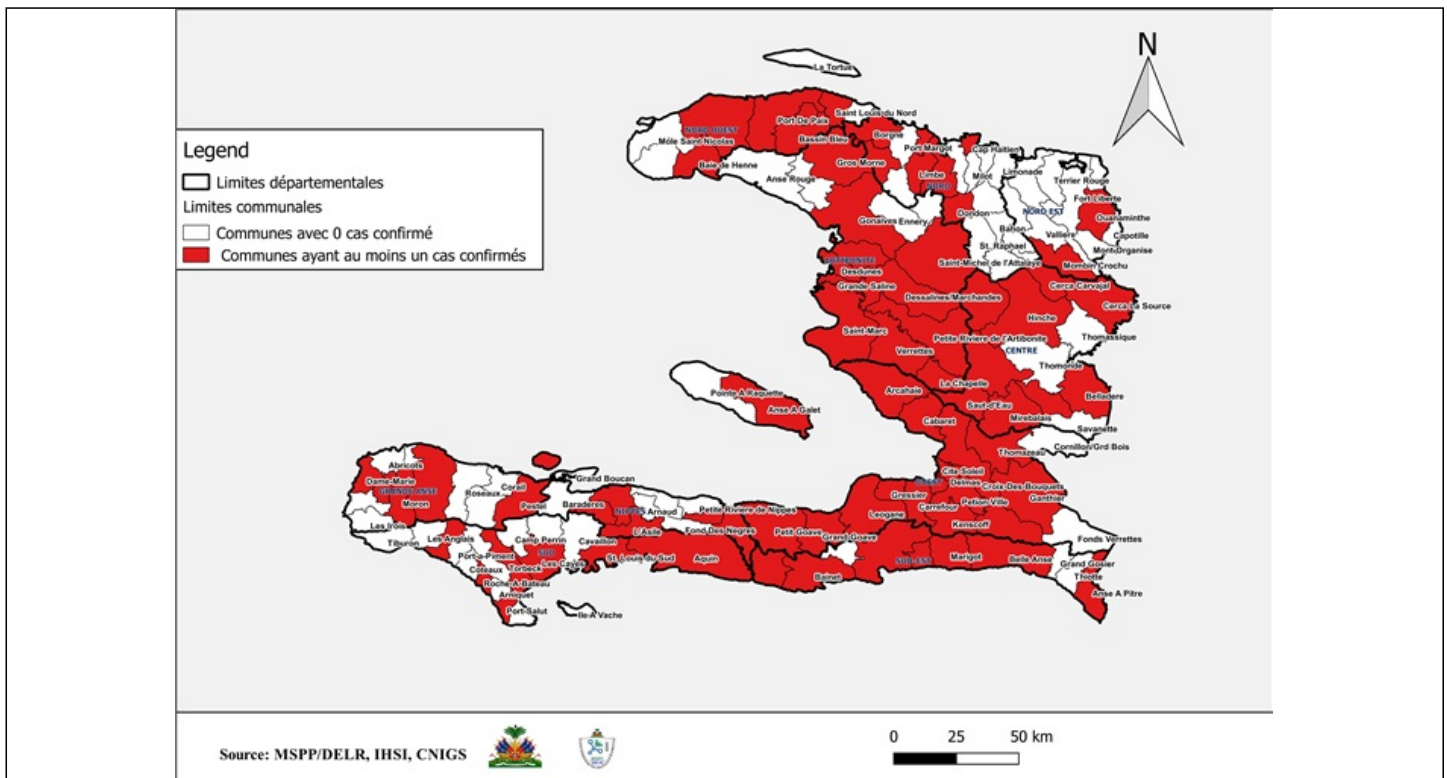 N
La Tortue
Saint Louis du Nord
Port De Paix
NORD OUEST
Môle Saint Nicolas
Bassin Bleu
Borgne
Port Margot
Cap Haitien
Baie de Henne
Gros Morne
Limbe
Milot
Limonade
Terrier Rouge
Anse Rouge
NORD
Fort Liberte
Gonaives
Ennery
Dondon
NORD EST
Ouanaminthe
Bahon
Valliere
Capotille
St. Raphael
Mont-Organise
Saint-Michel de l'Attalaye
Mombin Crochu
ARTIBONITE
Desdunes
Grande Saline
Cerca Carvajal
Dessalines/Marchandes
Cerca La Source
Hinche
Saint-Marc
Petite Riviere de l'Artibonite
Thomassique
Verrettes
CENTRE
Thomonde
La Chapelle
Arcahaie
Belladere
Pointe A Raquette
Anse A Galet
Saut-d'Eau
Cabaret
Mirebalais
Savanette
Cornillon/Grd Bois
Thomazeau
Legend
Limites départementales
Limites communales
Communes avec 0 cas confirmé
Communes ayant au moins un cas confirmés
Abricots
Grand Boucan
Cite Soleil
Dame-Marie
GRANDE ANSE
Corail
OUEST
Delmas
Croix-Des-Bouquets
Roseaux
Gressier
Moron
Pestel
Baraderes
NIPPES
Arnaud
Petite Riviere de Nippes
Leogane
Carrefour
Petion Ville
Ganthier
Les Irois
Les Anglais
L'Asile
Fond Des Negres
Petit Goave
Grand Goave
Kenscoff
Tiburon
Camp Perrin
Cavaillon
Fonds Verrettes
Port-a-Piment
SUD
St. Louis du Sud
Aquin
SUD EST
Marigot
Belle Anse
Les Cayes
Coteaux
Torbeck
Grand Gosier
Roche-A-Bateau
Bainet
Thiotte
Arniquet
Anse A Pitre
Port-Salut
Ile A Vache
Source: MSPP/DELR, IHSI, CNIGS
0 25 50 km